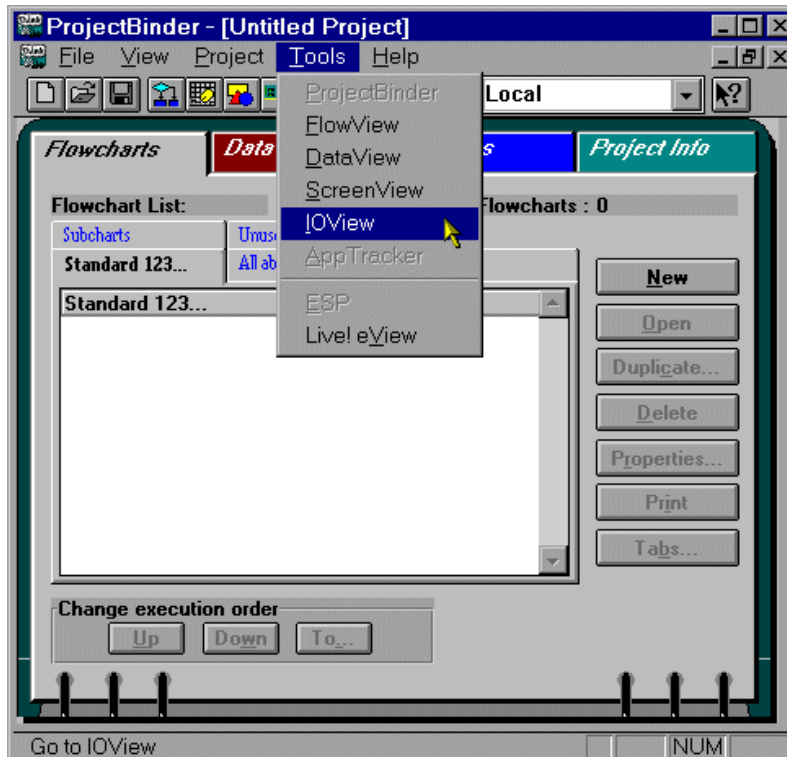 ProjectBinder - [Untitled Project]
File View Project Tools Help
Local
ProjectBinder
FlowView
DataView
ScreenView
IOView
AppTracker
ESP
Live! eView
Flowcharts Data s Project Info
Flowchart List: Flowcharts : 0
Subcharts
Standard 123... All ab
Standard 123...
New
Open
Duplicate...
Delete
Properties...
Print
Tabs...
Change execution order
Up Down To...
Go to IOView NUM